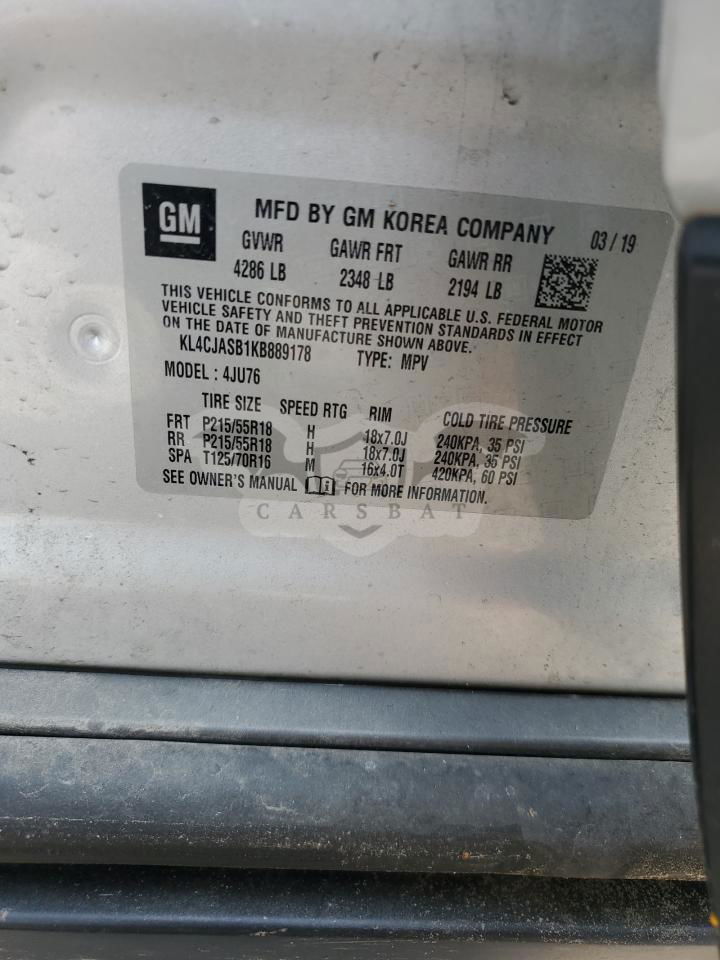 GM MFD BY GM KOREA COMPANY 03 / 19
GVWR GAWR FRT GAWR RR
4286 LB 2348 LB 2194 LB
THIS VEHICLE CONFORMS TO ALL APPLICABLE U.S. FEDERAL MOTOR
VEHICLE SAFETY AND THEFT PREVENTION STANDARDS IN EFFECT
ON THE DATE OF MANUFACTURE SHOWN ABOVE.
KL4CJASB1KB889178 TYPE: MPV
MODEL : 4JU76
TIRE SIZE SPEED RTG RIM COLD TIRE PRESSURE
FRT P215/55R18 H 18x7.0J 240KPA, 35 PSI
RR P215/55R18 H 18x7.0J 240KPA, 35 PSI
SPA T125/70R16 M 16x4.0T 420KPA, 60 PSI
SEE OWNER'S MANUAL FOR MORE INFORMATION.
CARSBAT